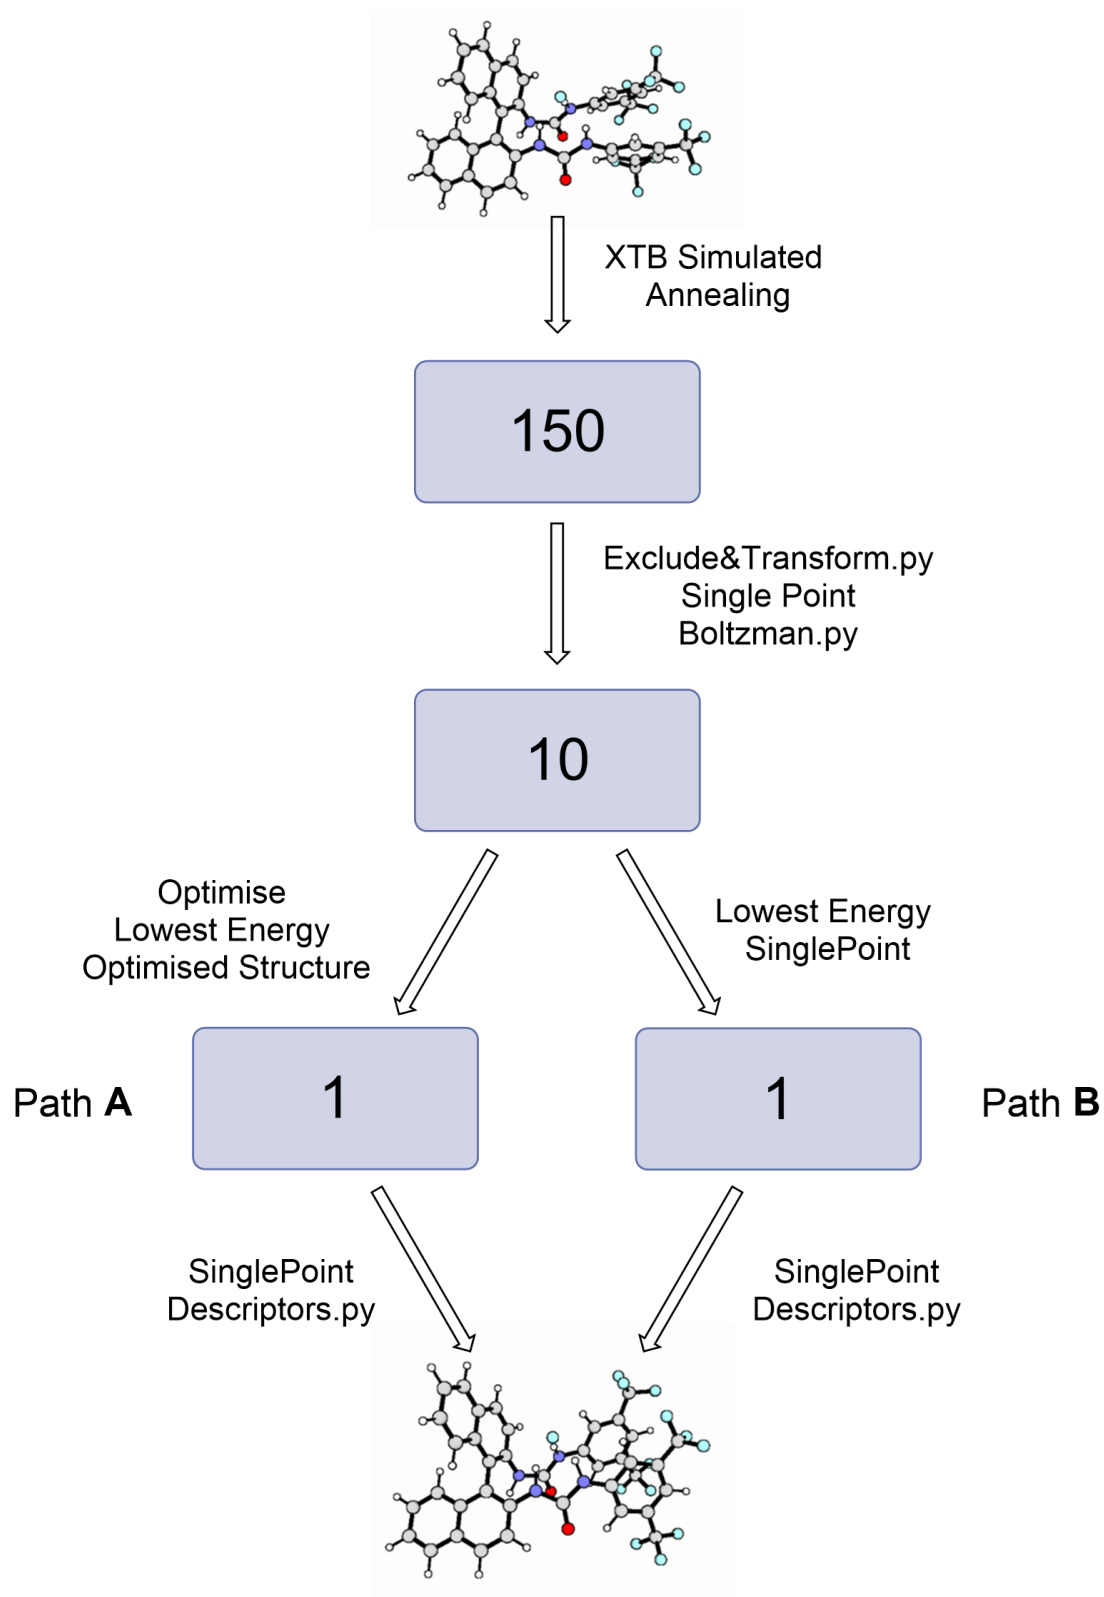 XTB Simulated
Annealing
150
Exclude&Transform.py
Single Point
Boltzman.py
10
Optimise
Lowest Energy
Optimised Structure
Lowest Energy
SinglePoint
Path A
1
1
Path B
SinglePoint
Descriptors.py
SinglePoint
Descriptors.py